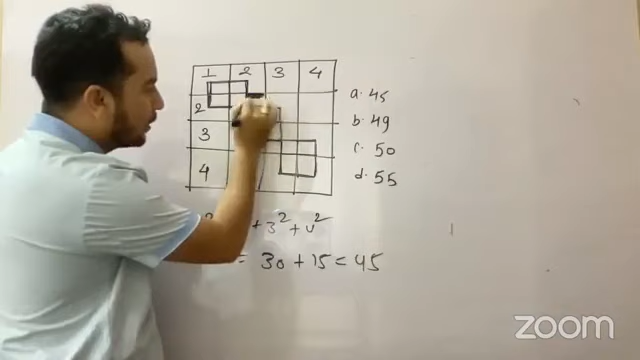 1 2 3 4
2
3
4
a. 45
b. 49
c. 50
d. 55
+ 3² + 4²
= 30 + 15 = 45
zoom